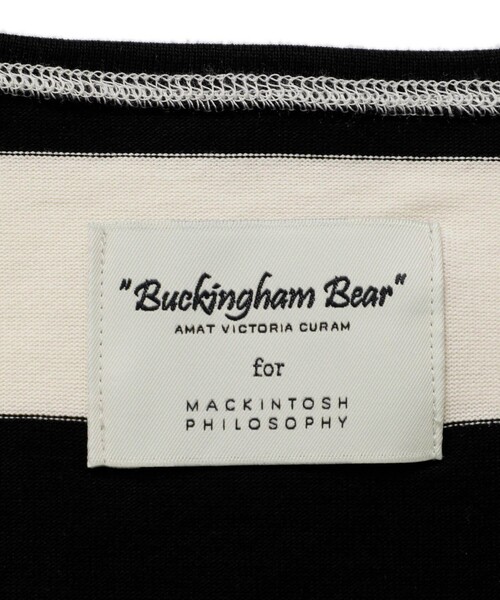 "Buckingham Bear"
AMAT VICTORIA CURAM
for
MACKINTOSH
PHILOSOPHY